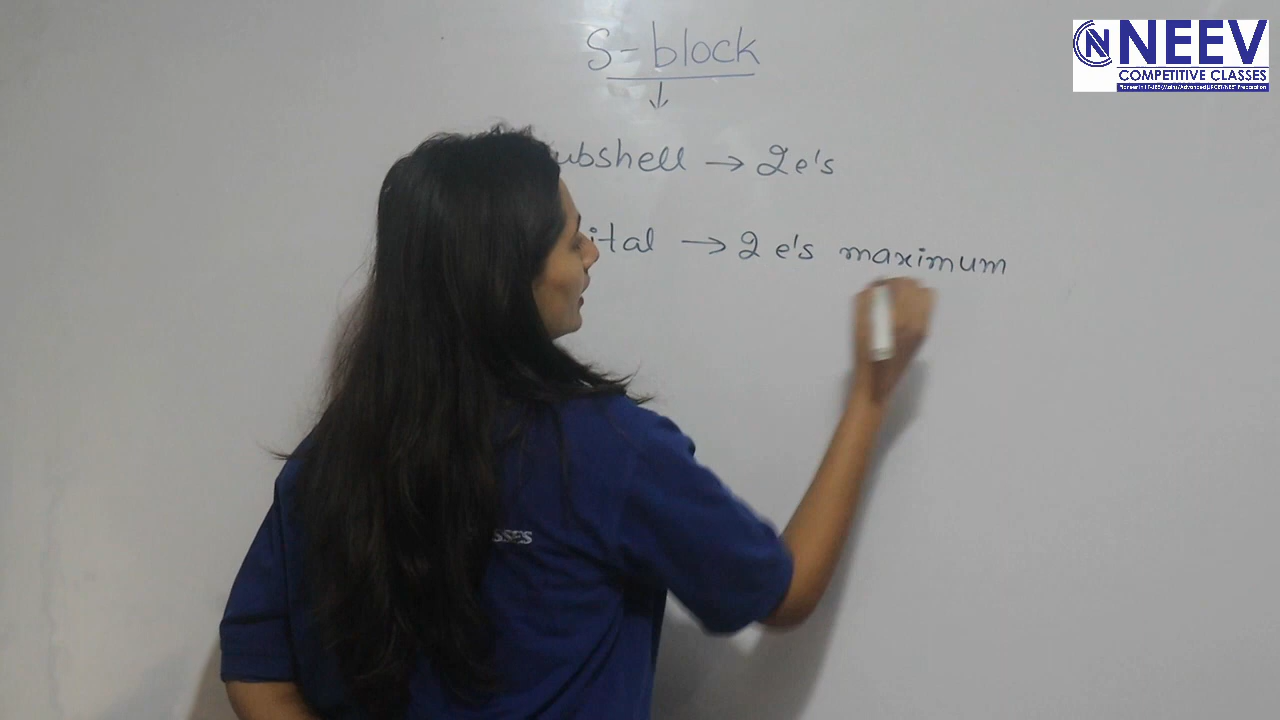 S-block
↓
ubshell → 2e's
ital → 2 e's maximum
SSES
NEEV
COMPETITIVE CLASSES